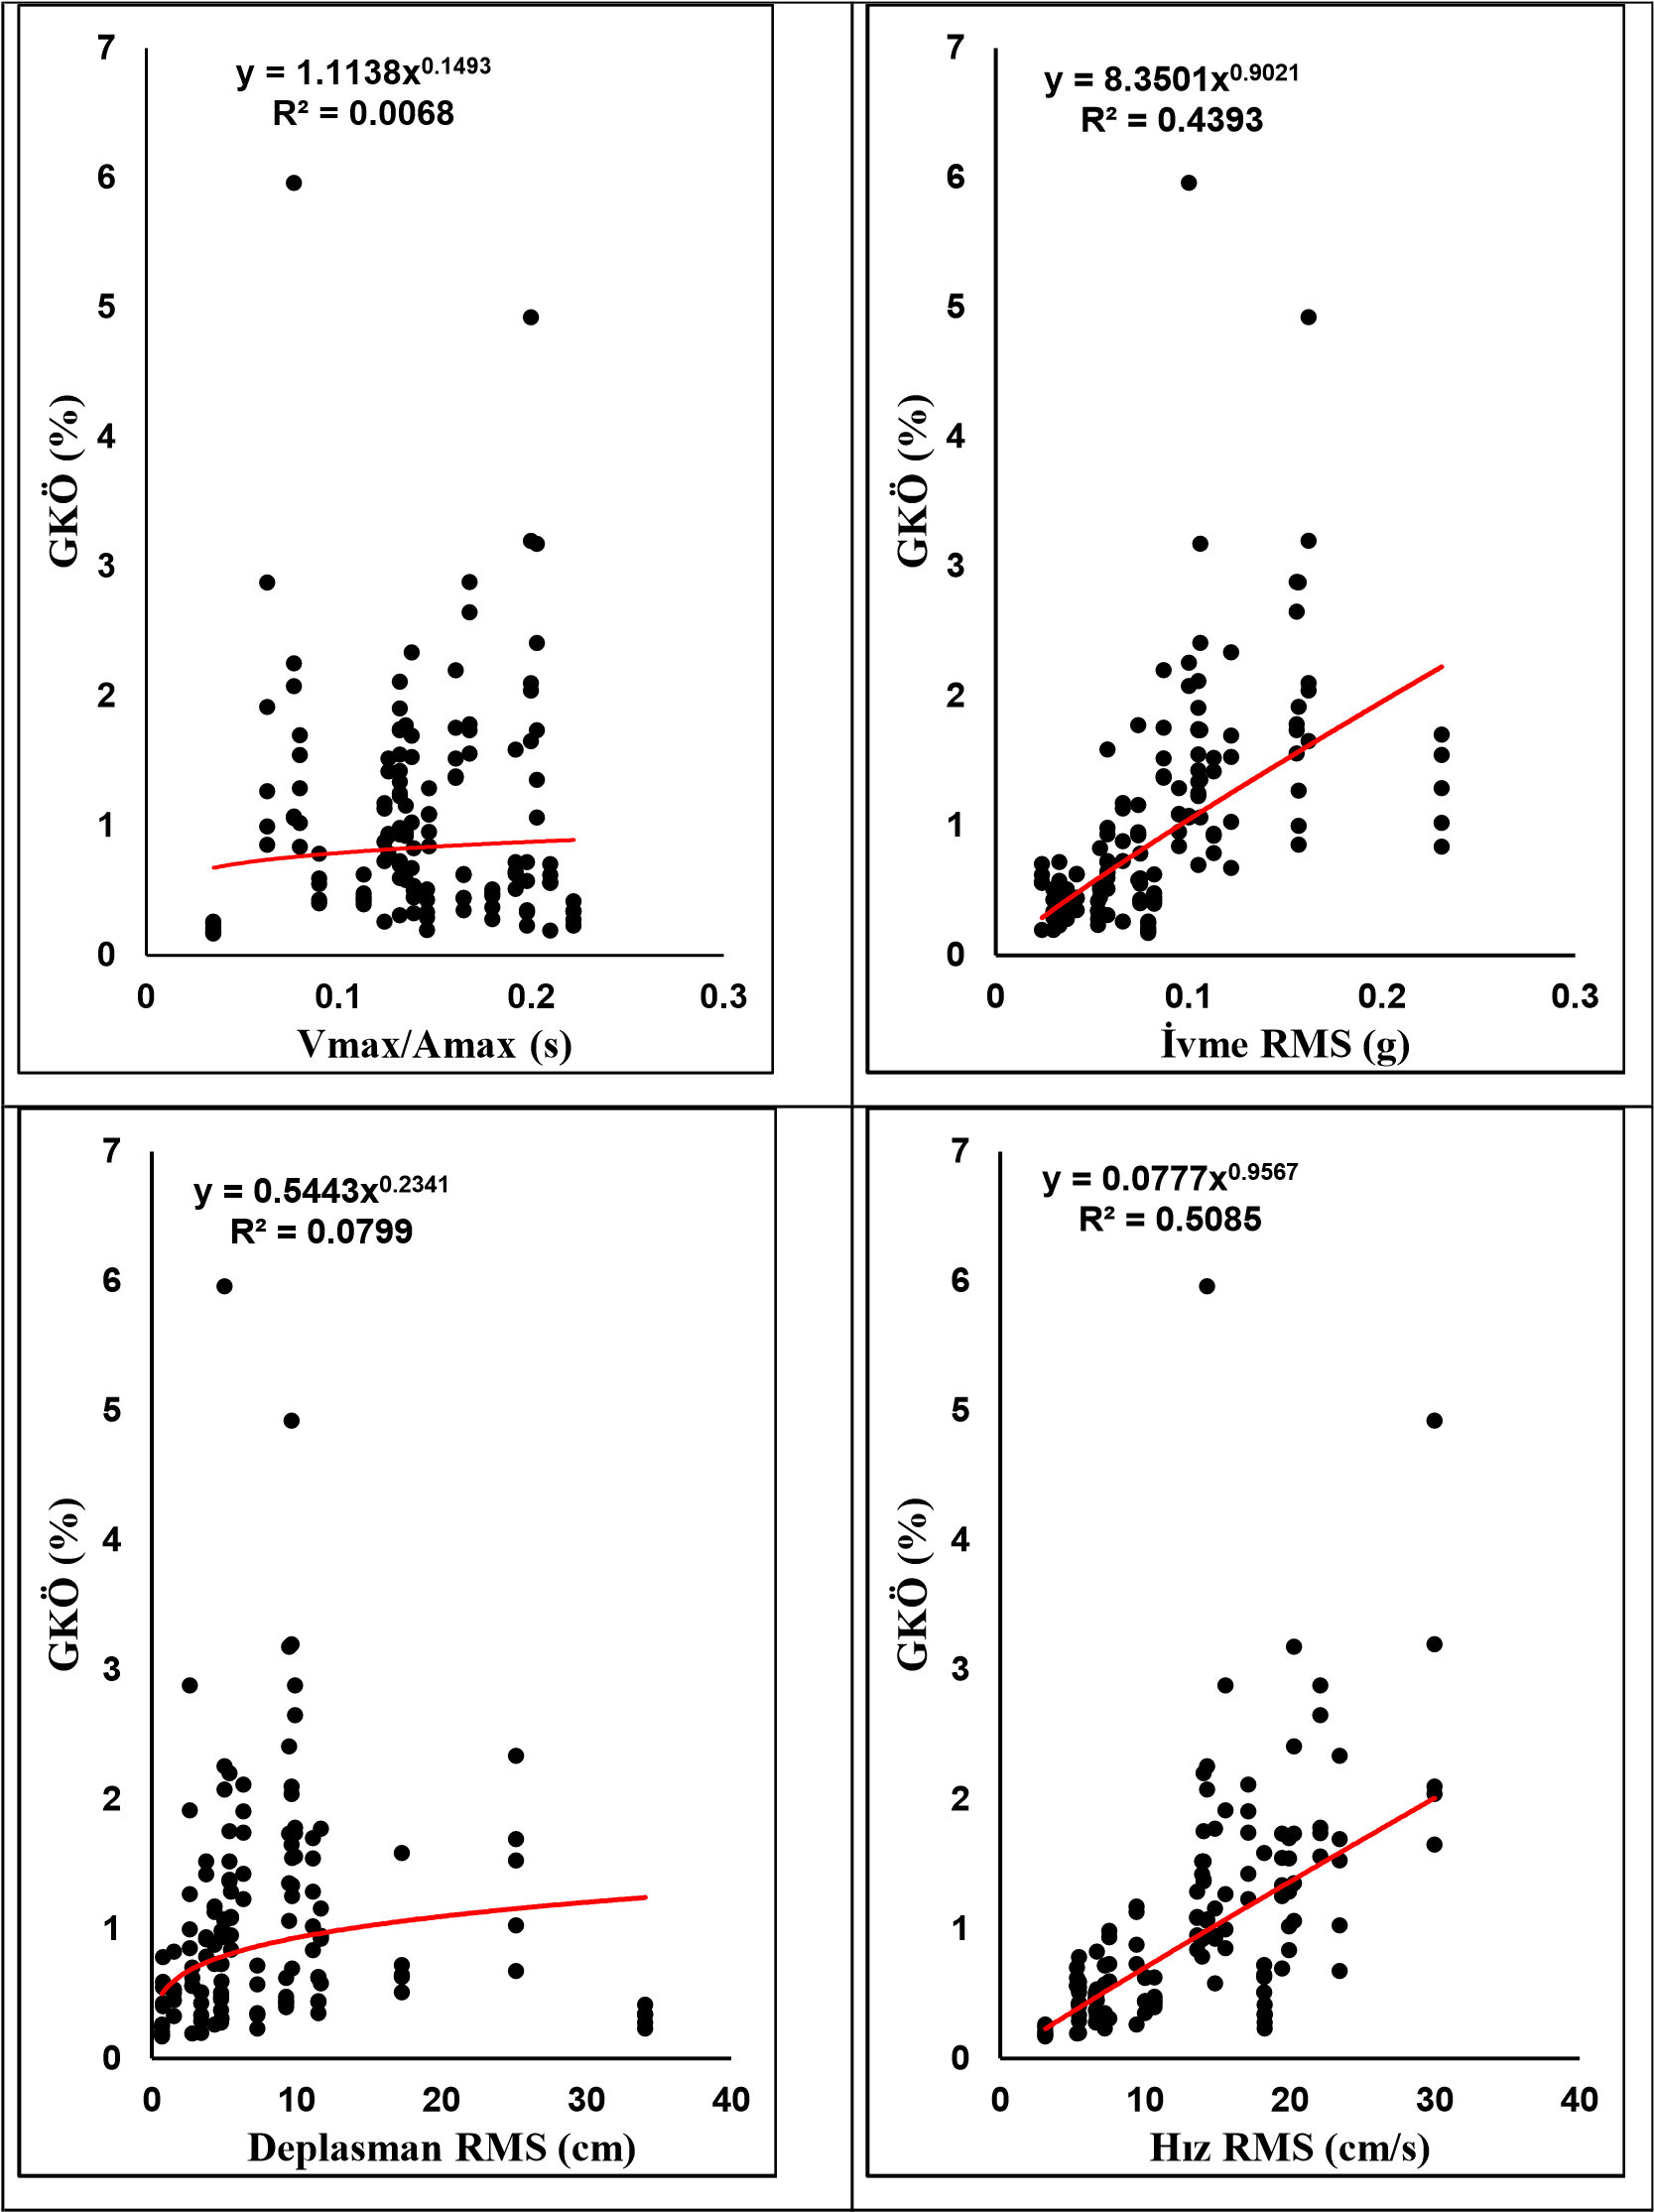 y = 1.1138x^0.1493
R² = 0.0068
7
6
5
4
3
2
1
0
GKÖ (%)
0 0.1 0.2 0.3
Vmax/Amax (s)
y = 8.3501x^0.9021
R² = 0.4393
7
6
5
4
3
2
1
0
GKÖ (%)
0 0.1 0.2 0.3
İvme RMS (g)
y = 0.5443x^0.2341
R² = 0.0799
7
6
5
4
3
2
1
0
GKÖ (%)
0 10 20 30 40
Deplasman RMS (cm)
y = 0.0777x^0.9567
R² = 0.5085
7
6
5
4
3
2
1
0
GKÖ (%)
0 10 20 30 40
Hız RMS (cm/s)